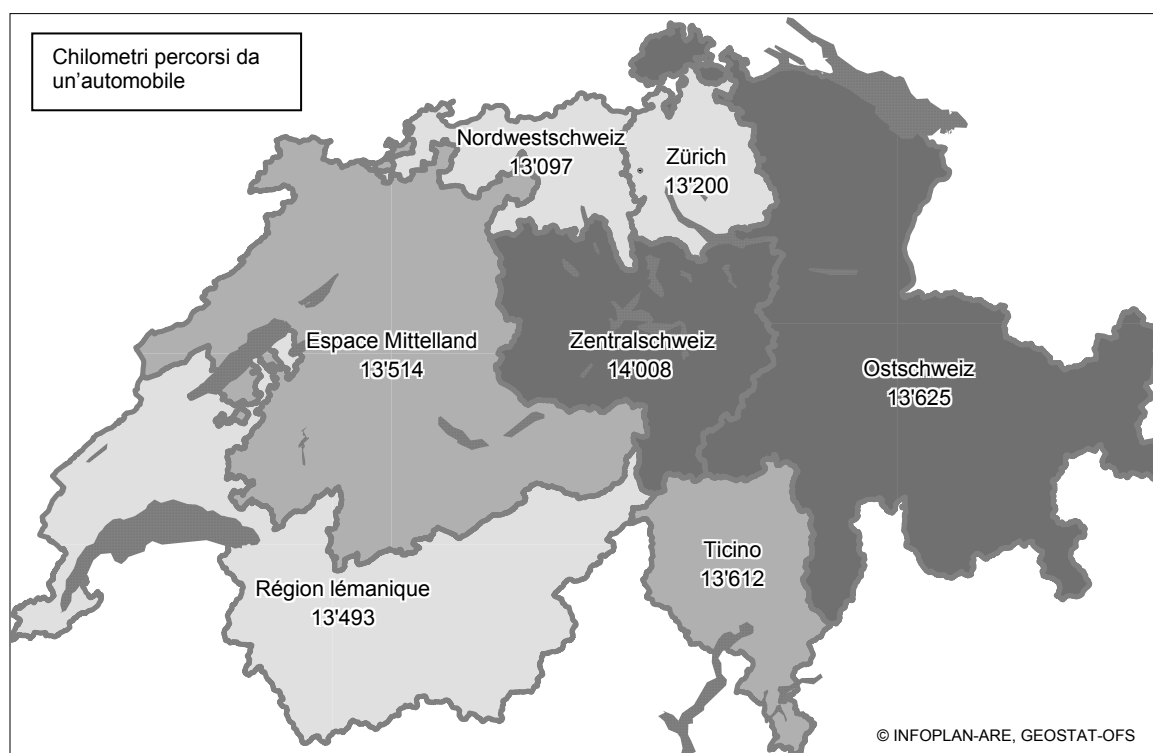 Chilometri percorsi da
un'automobile
Nordwestschweiz
13'097
Zürich
13'200
Espace Mittelland
13'514
Zentralschweiz
14'008
Ostschweiz
13'625
Ticino
13'612
Région lémanique
13'493
© INFOPLAN-ARE, GEOSTAT-OFS